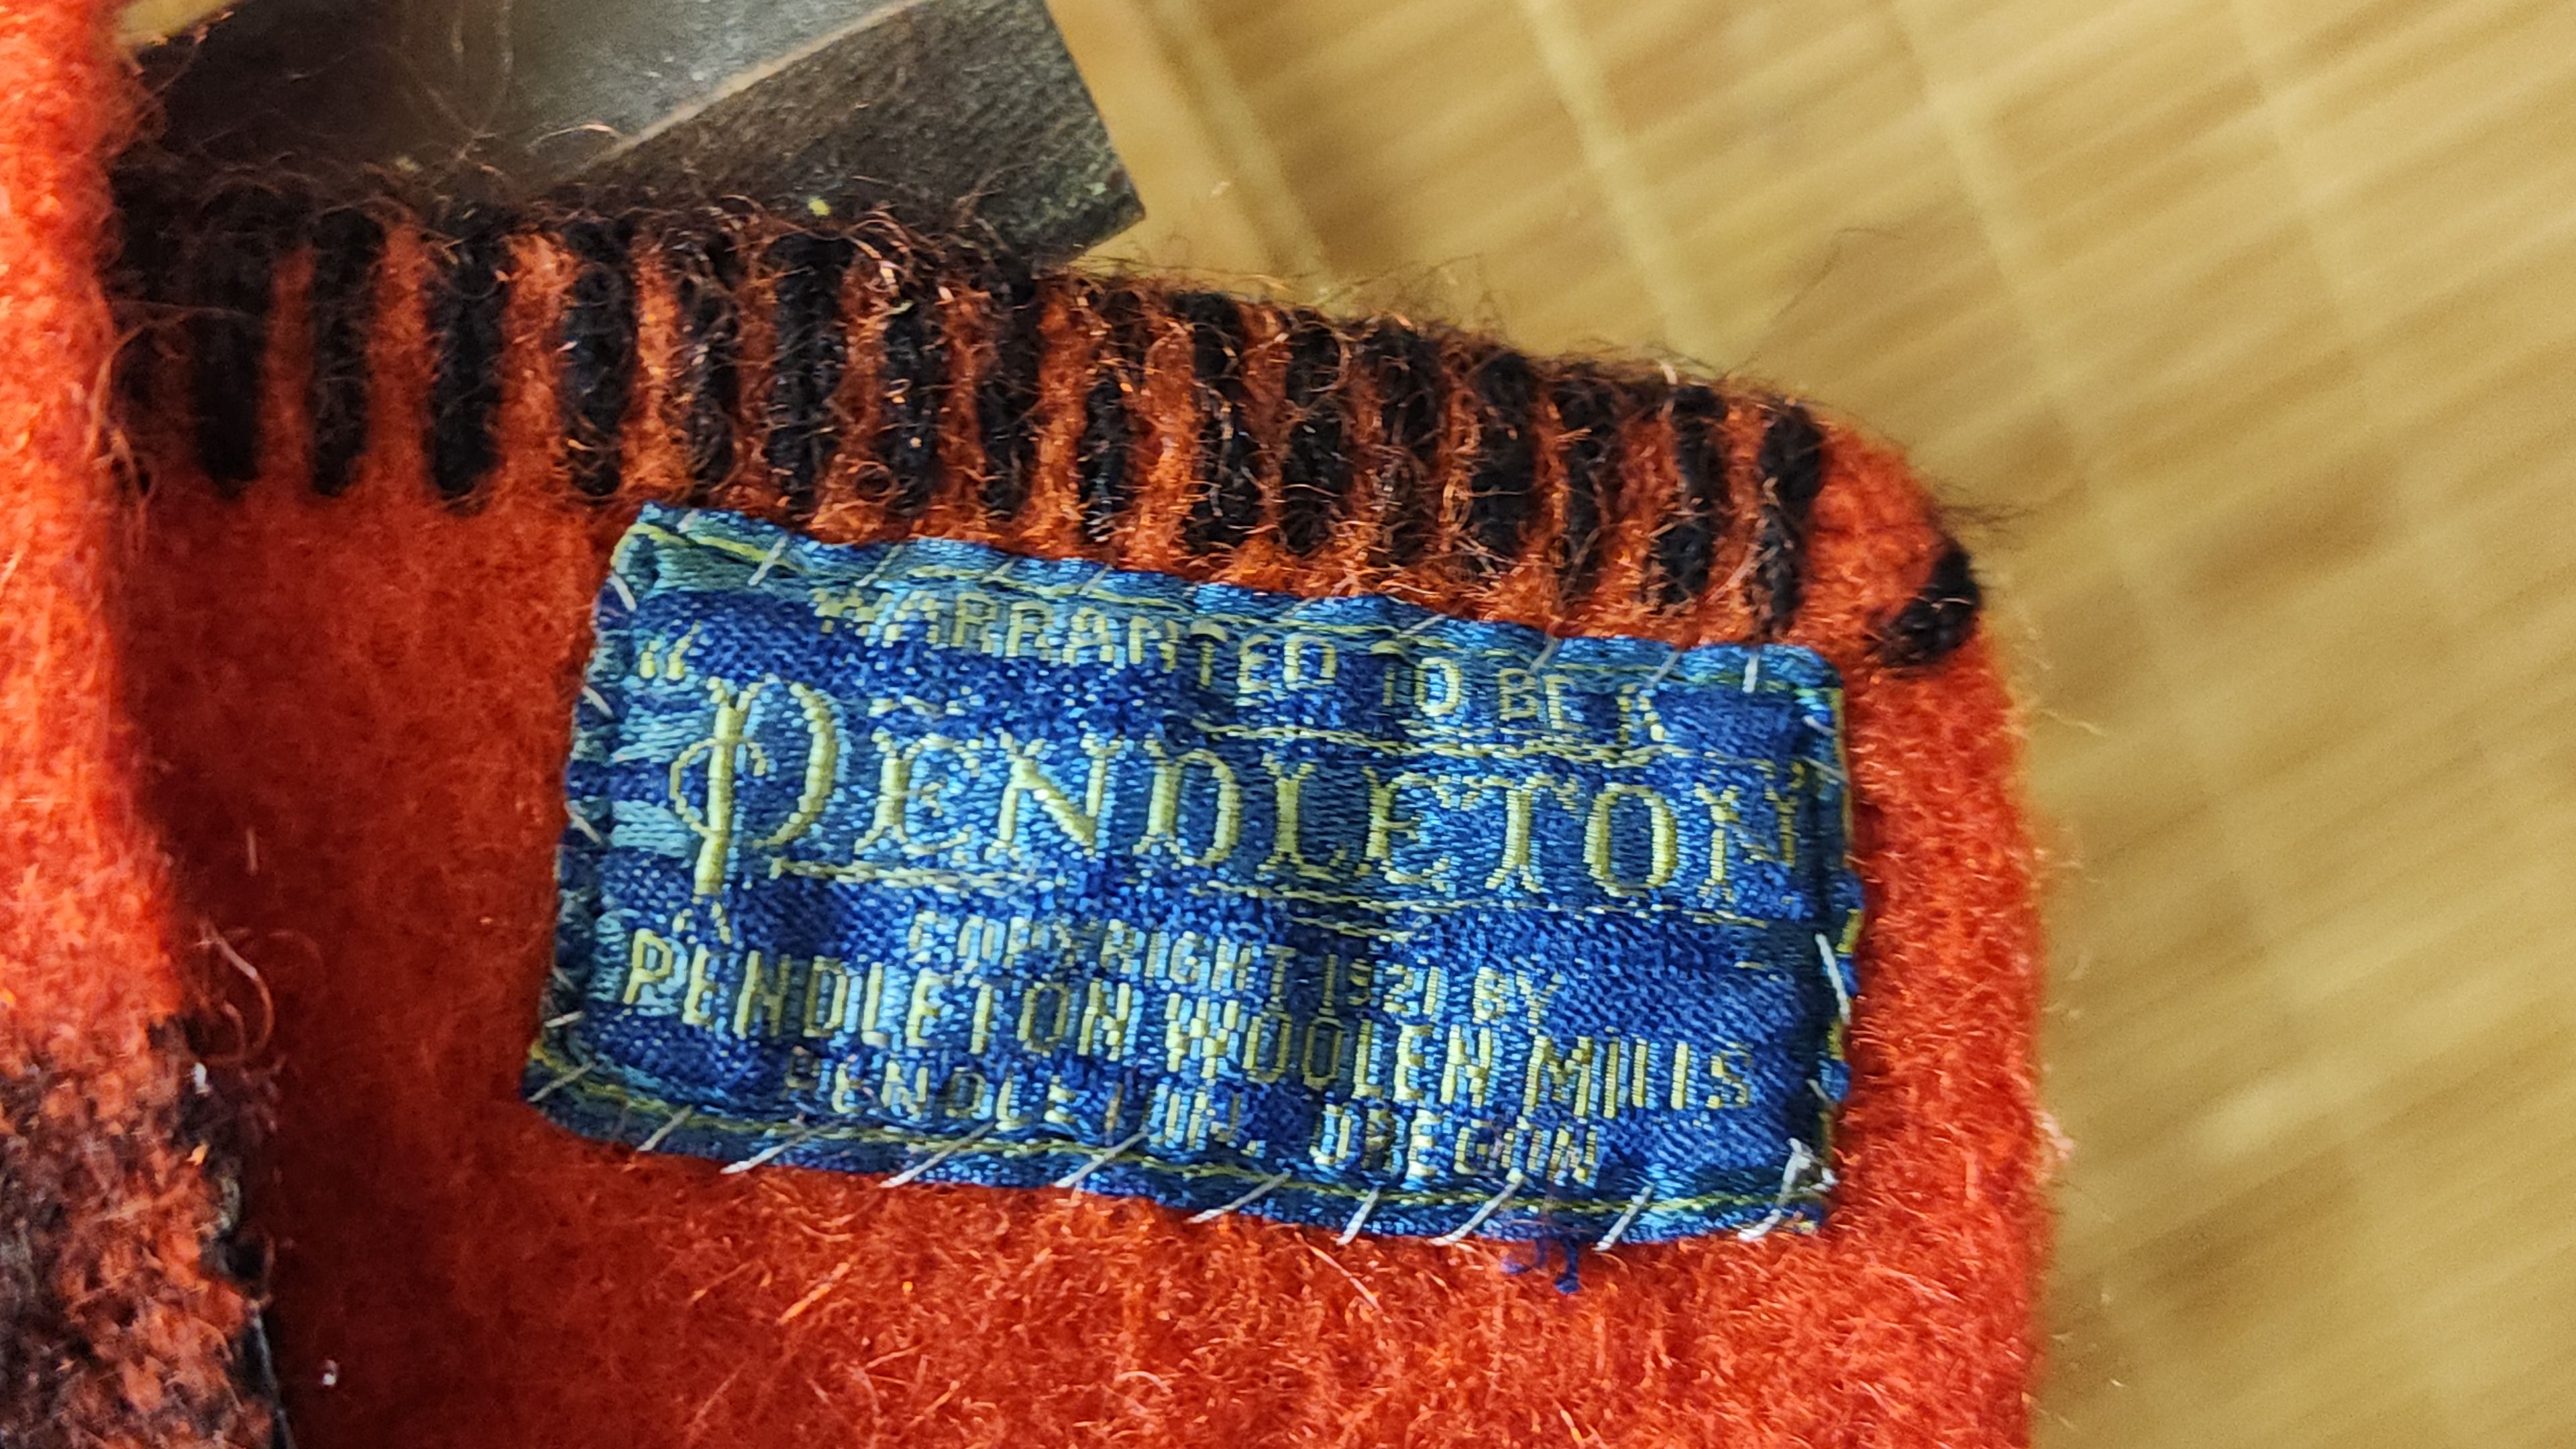 WARRANTED TO BE A
"PENDLETON"
COPYRIGHT 1921 BY
PENDLETON WOOLEN MILLS
PENDLETON, OREGON